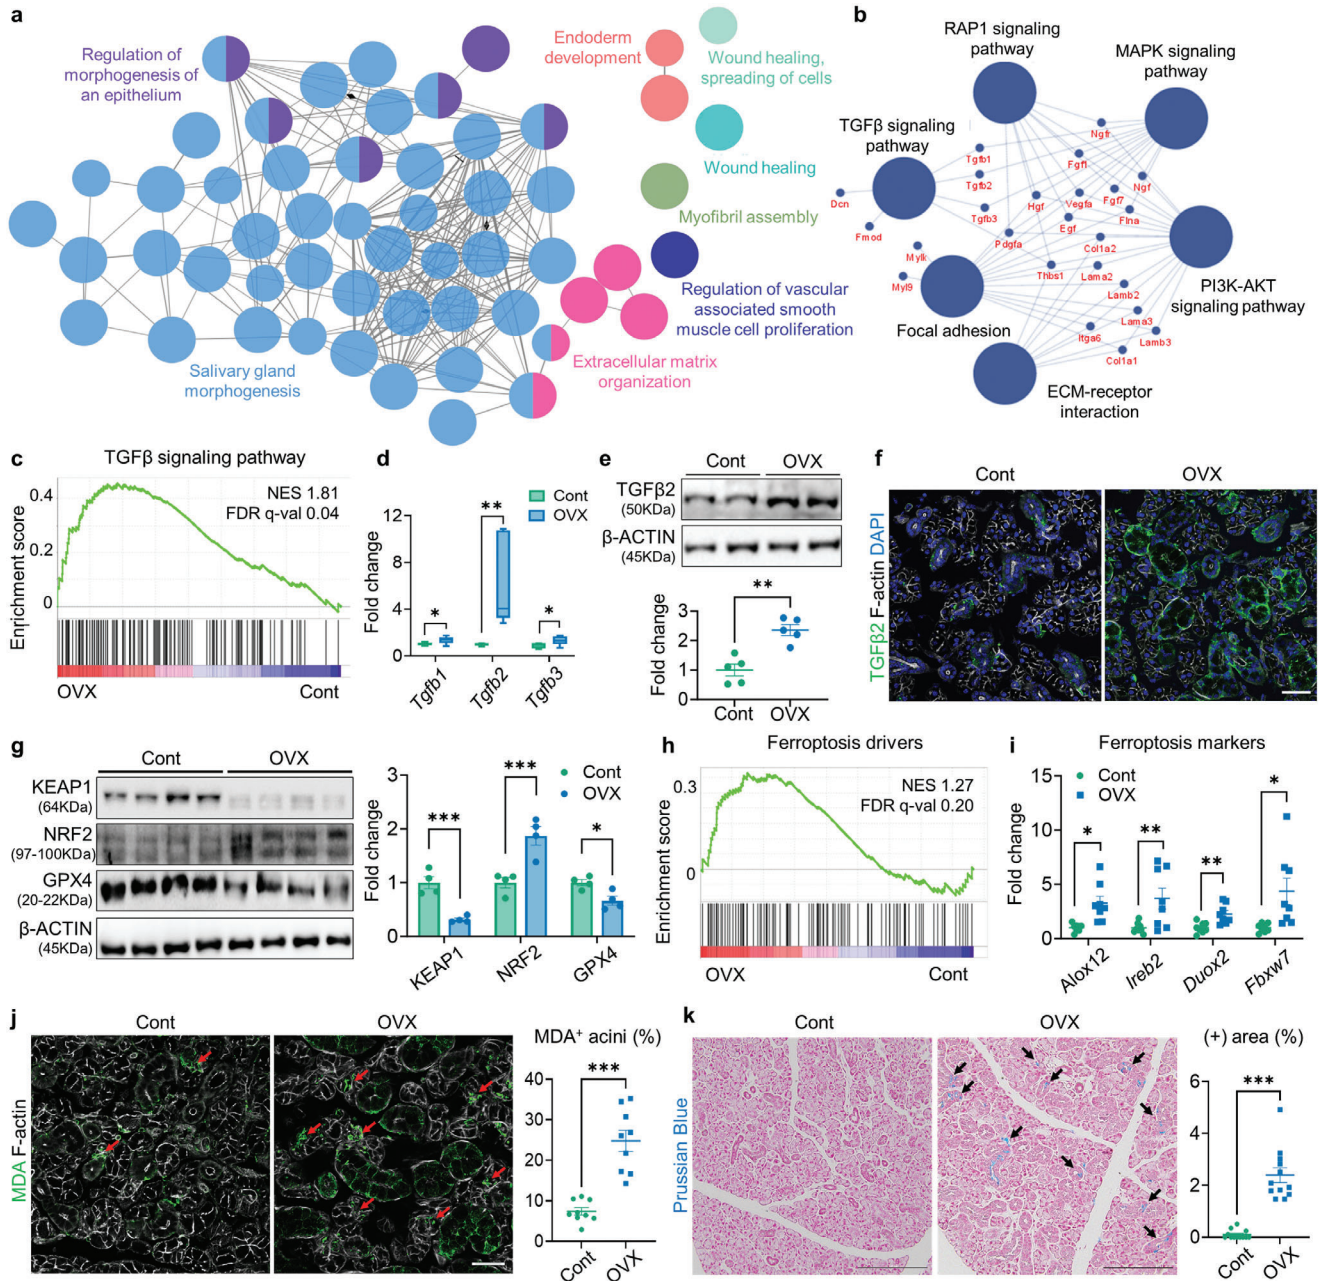 a
Regulation of
morphogenesis of
an epithelium
Endoderm
development
Wound healing,
spreading of cells
Wound healing
Myofibril assembly
Regulation of vascular
associated smooth
muscle cell proliferation
Extracellular matrix
organization
Salivary gland
morphogenesis
b
RAP1 signaling
pathway
MAPK signaling
pathway
TGFβ signaling
pathway
PI3K-AKT
signaling pathway
Focal adhesion
ECM-receptor
interaction
Ngfr
Tgfb1
Fgf1
Tgfb2
Ngf
Dcn
Hgf
Vegfa
Fgf7
Tgfb3
Flna
Egf
Fmod
Pdgfa
Mylk
Col1a2
Myl9
Thbs1
Lama2
Lamb2
Lama3
Itga6
Lamb3
Col1a1
c
TGFβ signaling pathway
NES 1.81
FDR q-val 0.04
Enrichment score
0.4
0.2
0
OVX
Cont
d
Cont
OVX
Fold change
12
8
4
0
*
**
*
Tgfb1
Tgfb2
Tgfb3
e
Cont
OVX
TGFβ2
(50KDa)
β-ACTIN
(45KDa)
**
Fold change
3
2
1
0
Cont
OVX
f
Cont
OVX
TGFβ2 F-actin DAPI
g
Cont
OVX
KEAP1
(64KDa)
NRF2
(97-100KDa)
GPX4
(20-22KDa)
β-ACTIN
(45KDa)
Fold change
3
2
1
0
***
***
*
Cont
OVX
KEAP1
NRF2
GPX4
h
Ferroptosis drivers
NES 1.27
FDR q-val 0.20
Enrichment score
0.3
0
OVX
Cont
i
Ferroptosis markers
Cont
OVX
Fold change
15
10
5
0
*
**
**
*
Alox12
Ireb2
Duox2
Fbxw7
j
Cont
OVX
MDA F-actin
MDA+ acini (%)
***
40
30
20
10
0
Cont
OVX
k
Cont
OVX
Prussian Blue
(+) area (%)
***
6
4
2
0
Cont
OVX